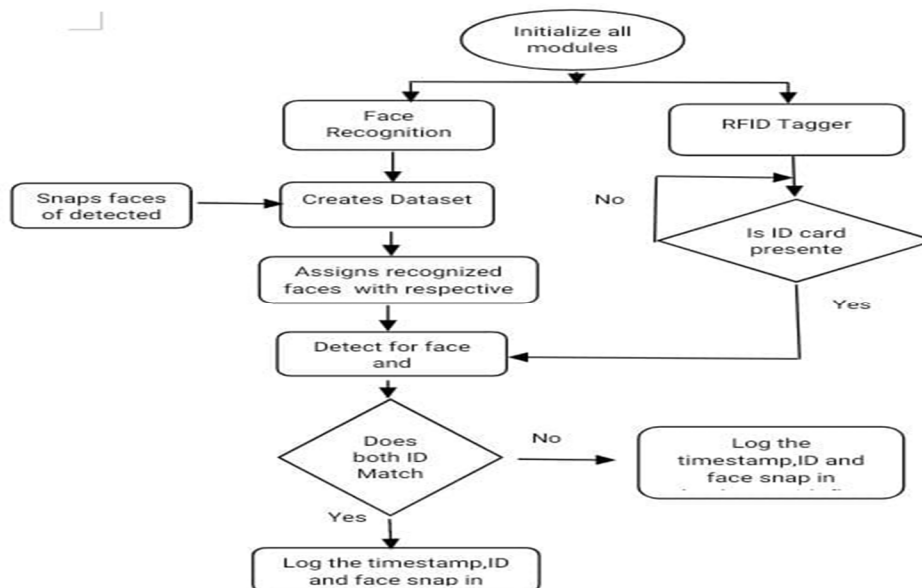 Initialize all
modules
Face
Recognition
RFID Tagger
Snaps faces
of detected
Creates Dataset
No
Is ID card
presente
Assigns recognized
faces with respective
Yes
Detect for face
and
Does
both ID
Match
No
Log the
timestamp,ID and
face snap in
Yes
Log the timestamp,ID
and face snap in